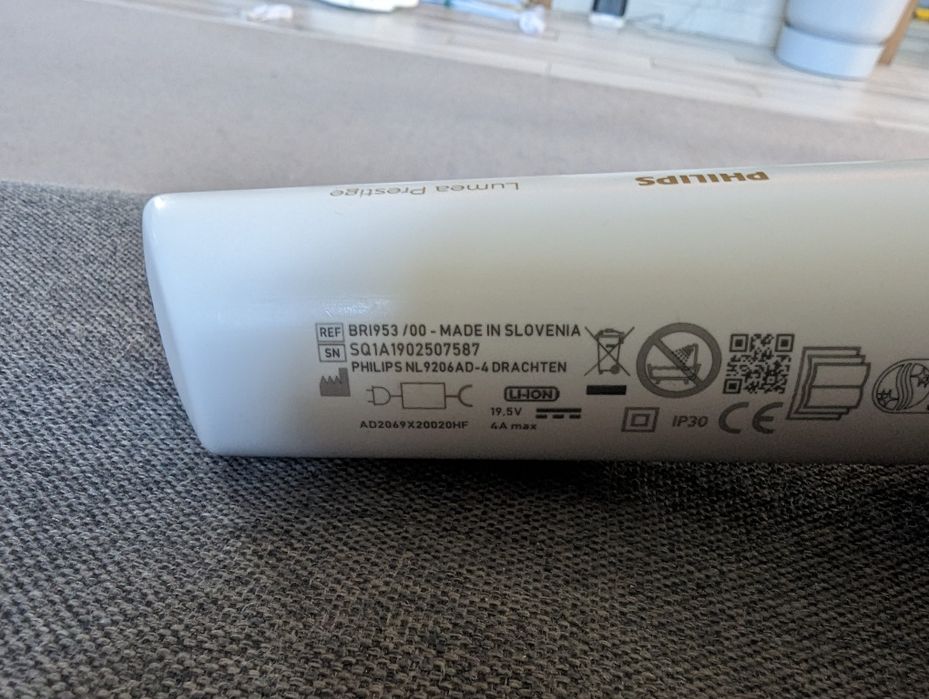 PHILIPS
Lumea Prestige
REF BRI953 /00 - MADE IN SLOVENIA
SN SQ1A1902507587
PHILIPS NL9206AD-4 DRACHTEN
LI-ION
19.5V
4A max
AD2069X20020HF
IP30
CE